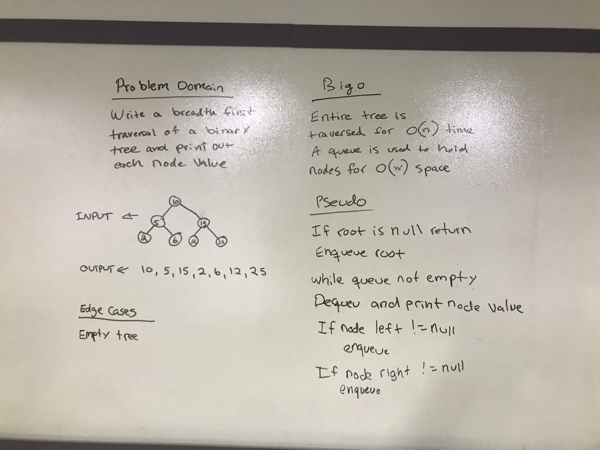 Problem Domain
Write a breadth first
traversal of a binary
tree and print out
each node value
INPUT ←
10
5 15
2 6 12 25
OUTPUT ← 10, 5, 15, 2, 6, 12, 25
Edge Cases
Empty tree
Big O
Entire tree is
traversed for O(n) time
A queue is used to hold
nodes for O(w) space
Pseudo
If root is null return
Enqueue root
while queue not empty
Dequeu and print node value
If node left != null
enqueue
If node right != null
enqueue